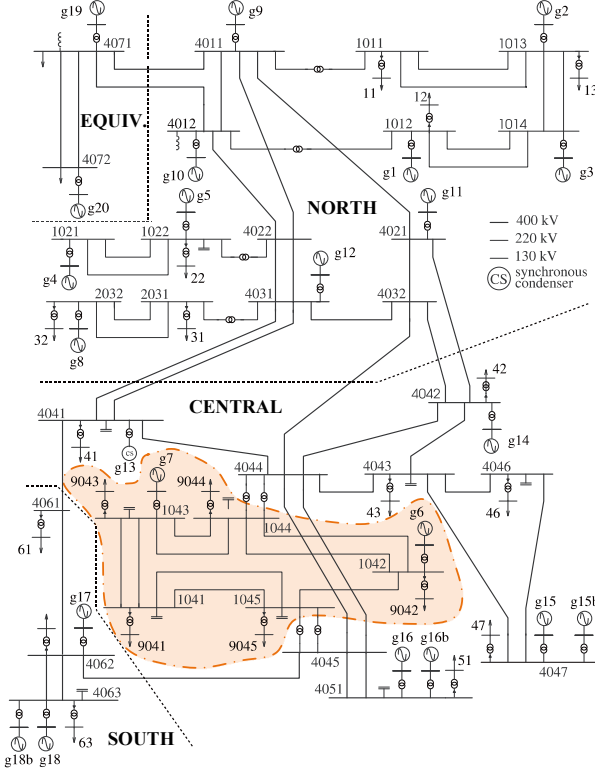 g19
g9
g2
4071
4011
1011
1013
11
13
12
EQUIV.
4012
1012
1014
4072
g10
g1
g3
g20
g5
NORTH
g11
400 kV
220 kV
130 kV
CS
synchronous
condenser
1021
1022
4022
4021
g12
g4
22
2032
2031
4031
4032
32
g8
31
42
4042
CENTRAL
4041
g14
41
CS
g13
g7
4044
4043
4046
9043
9044
4061
1043
1044
43
g6
46
61
1042
g17
1041
1045
9042
9041
9045
g16
g16b
47
g15
g15b
4062
4045
51
4047
4063
4051
63
SOUTH
g18b
g18